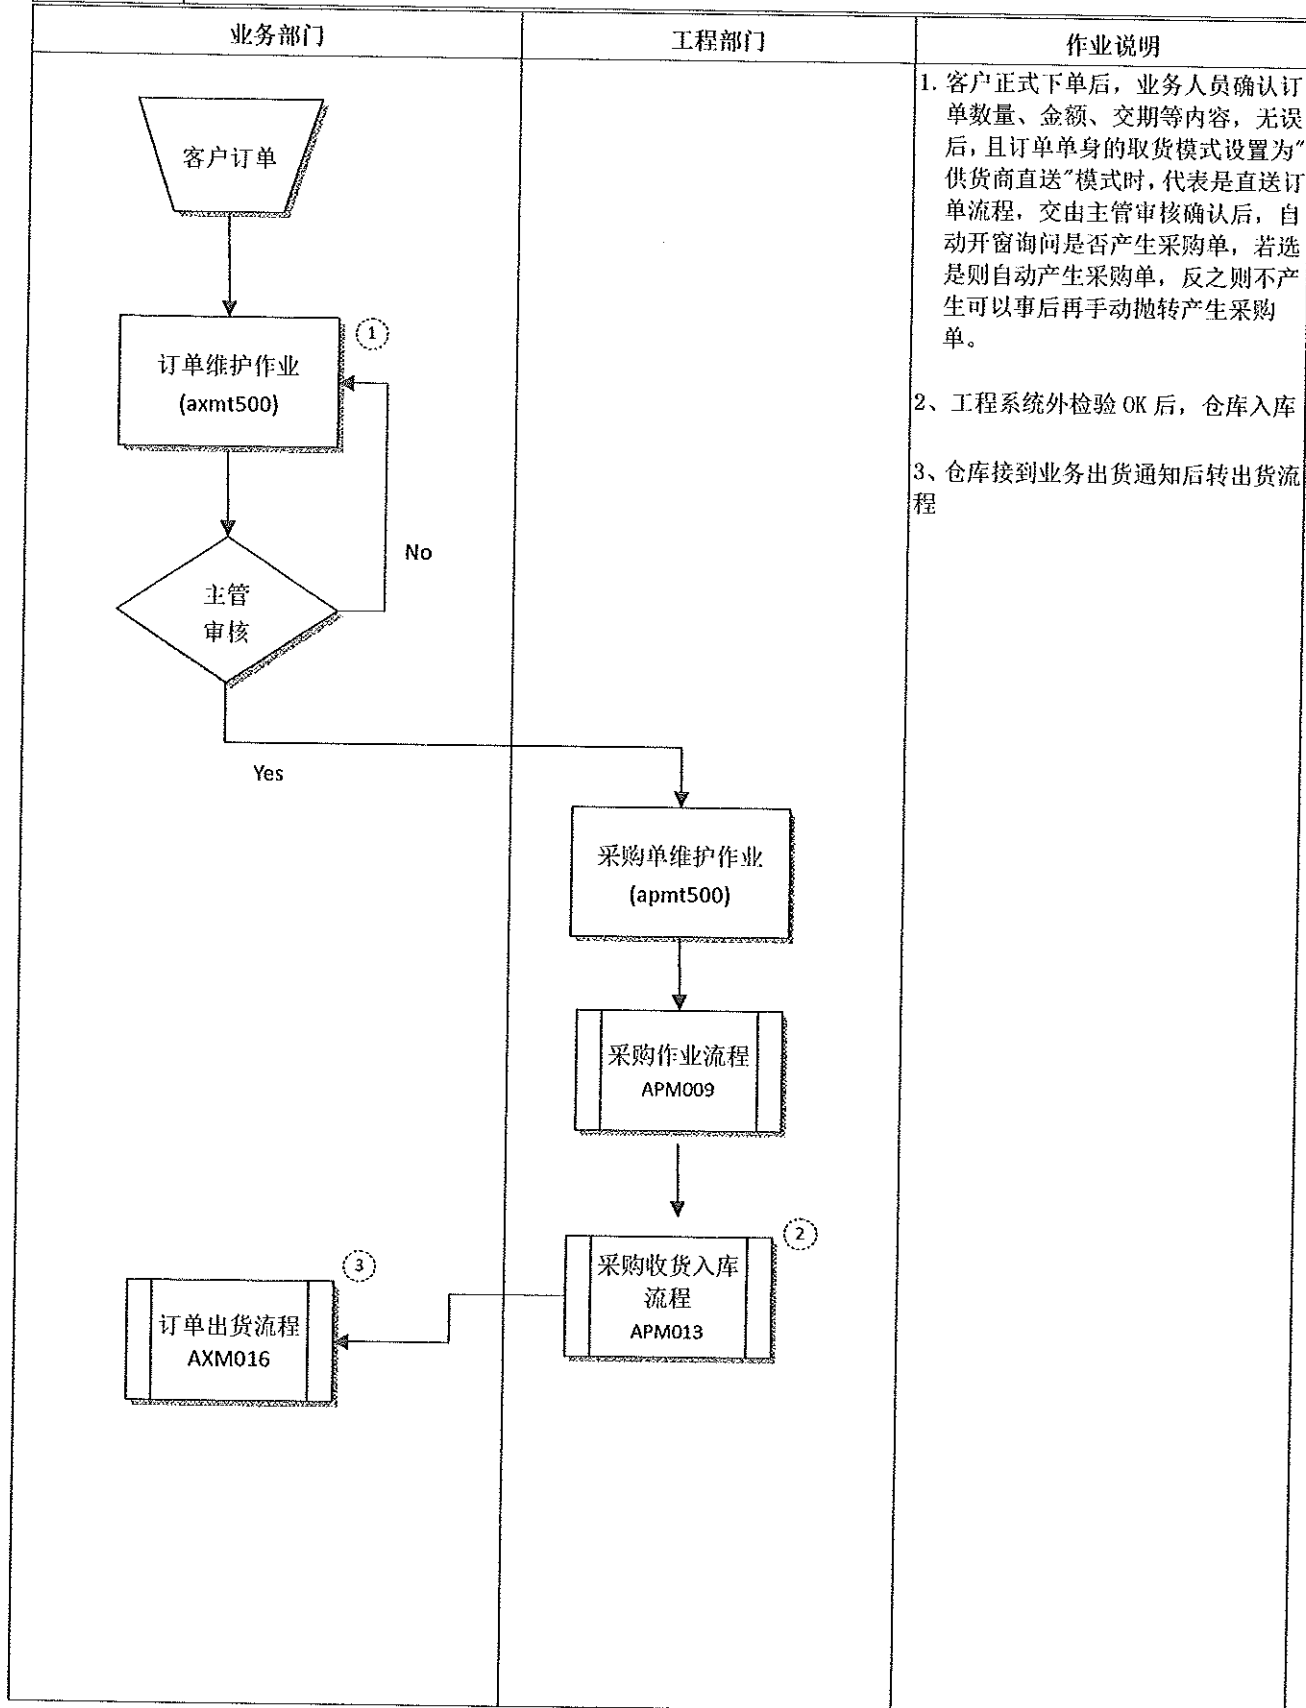 业务部门
工程部门
作业说明
客户订单
订单维护作业
(axmt500)
1
主管
审核
No
Yes
采购单维护作业
(apmt500)
采购作业流程
APM009
采购收货入库
流程
APM013
2
订单出货流程
AXM016
3
1. 客户正式下单后，业务人员确认订
单数量、金额、交期等内容，无误
后，且订单单身的取货模式设置为"
供货商直送"模式时，代表是直送订
单流程，交由主管审核确认后，自
动开窗询问是否产生采购单，若选
是则自动产生采购单，反之则不产
生可以事后再手动抛转产生采购
单。
2、工程系统外检验 OK 后，仓库入库
3、仓库接到业务出货通知后转出货流
程